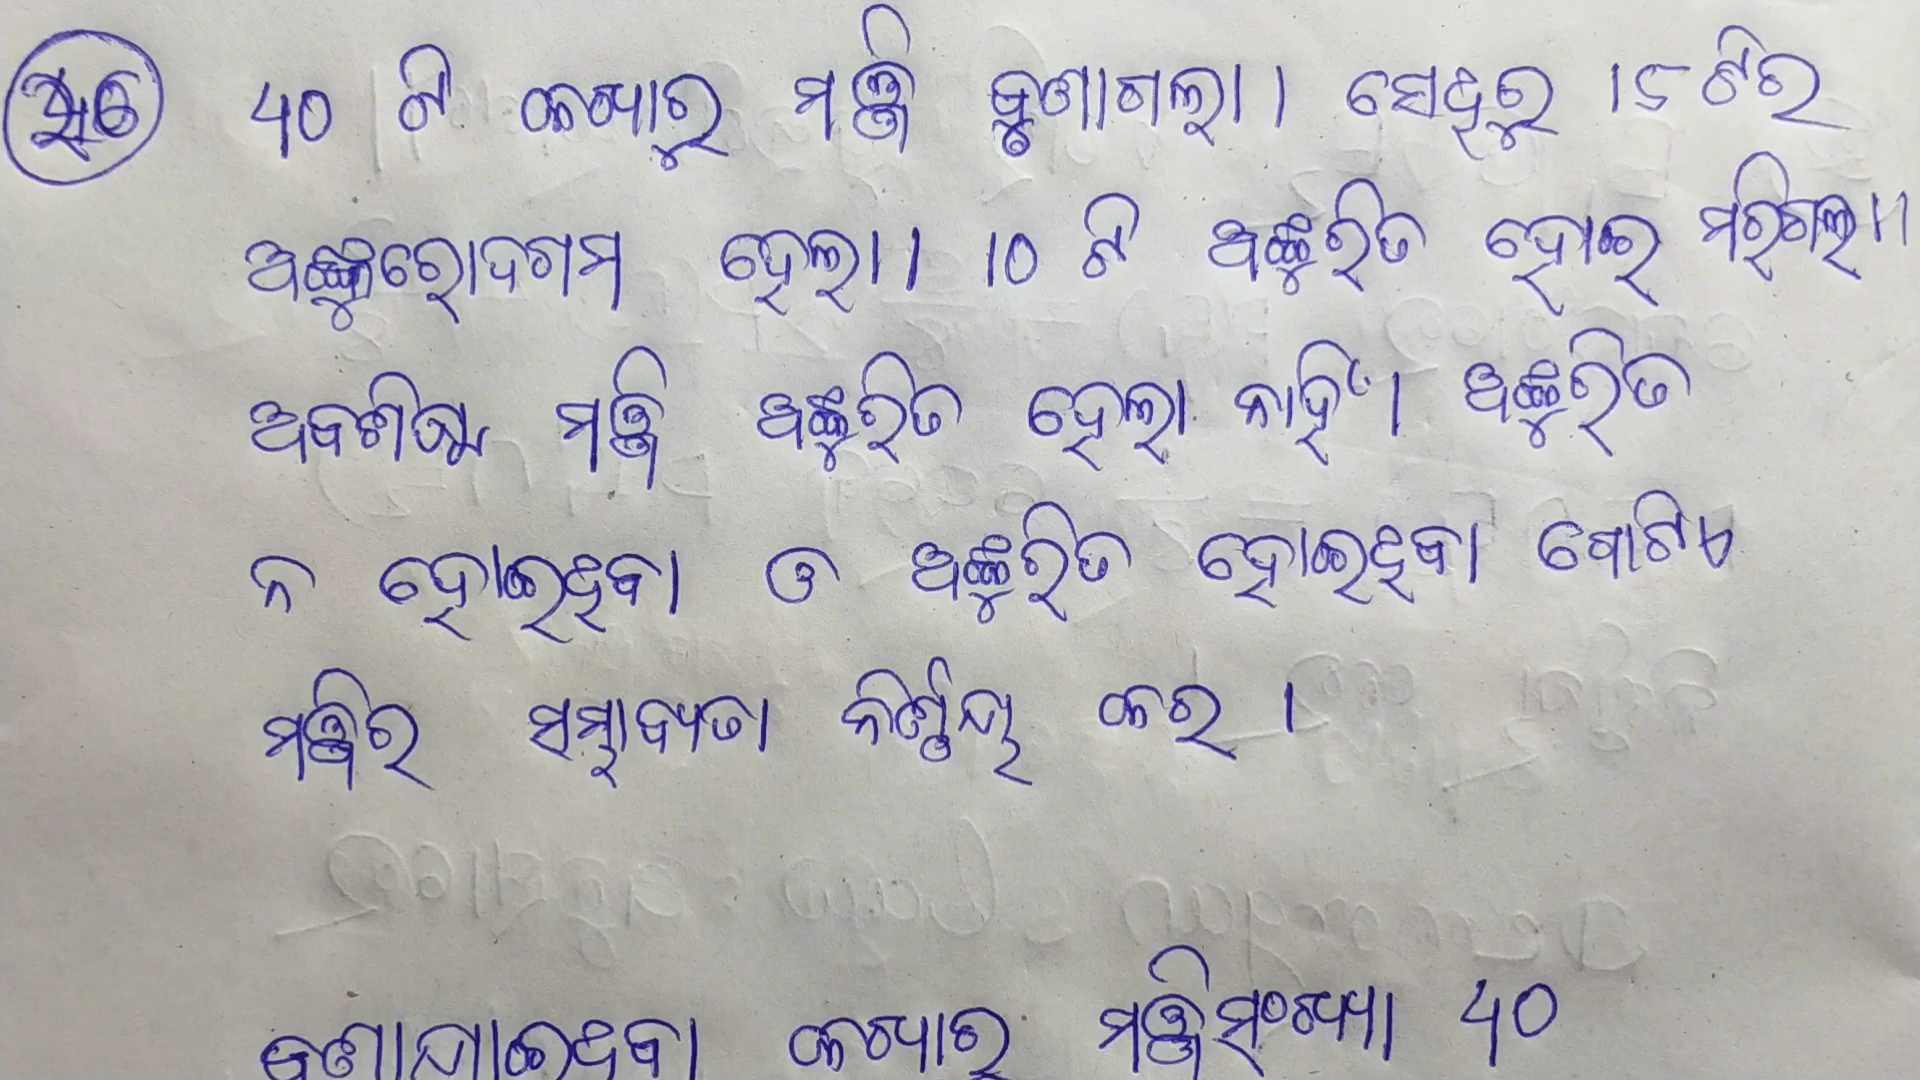 40 ଟି କଖାରୁ ମଞ୍ଜି ବୁଣାଗଲା। ସେଥିରୁ 15 ଟିର
ଅଙ୍କୁରୋଦଗମ ହେଲା। 10 ଟି ଅଙ୍କୁରିତ ହୋଇ ମରିଗଲା।
ଅବଶିଷ୍ଟ ମଞ୍ଜି ଅଙ୍କୁରିତ ହେଲା ନାହିଁ। ଅଙ୍କୁରିତ
ନ ହୋଇଥିବା ଓ ଅଙ୍କୁରିତ ହୋଇଥିବା ଗୋଟିଏ
ମଞ୍ଜିର ସମ୍ଭାବ୍ୟତା ନିର୍ଣ୍ଣୟ କର ।
ବୁଣାଯାଇଥିବା କଖାରୁ ମଞ୍ଜିସଂଖ୍ୟା 40